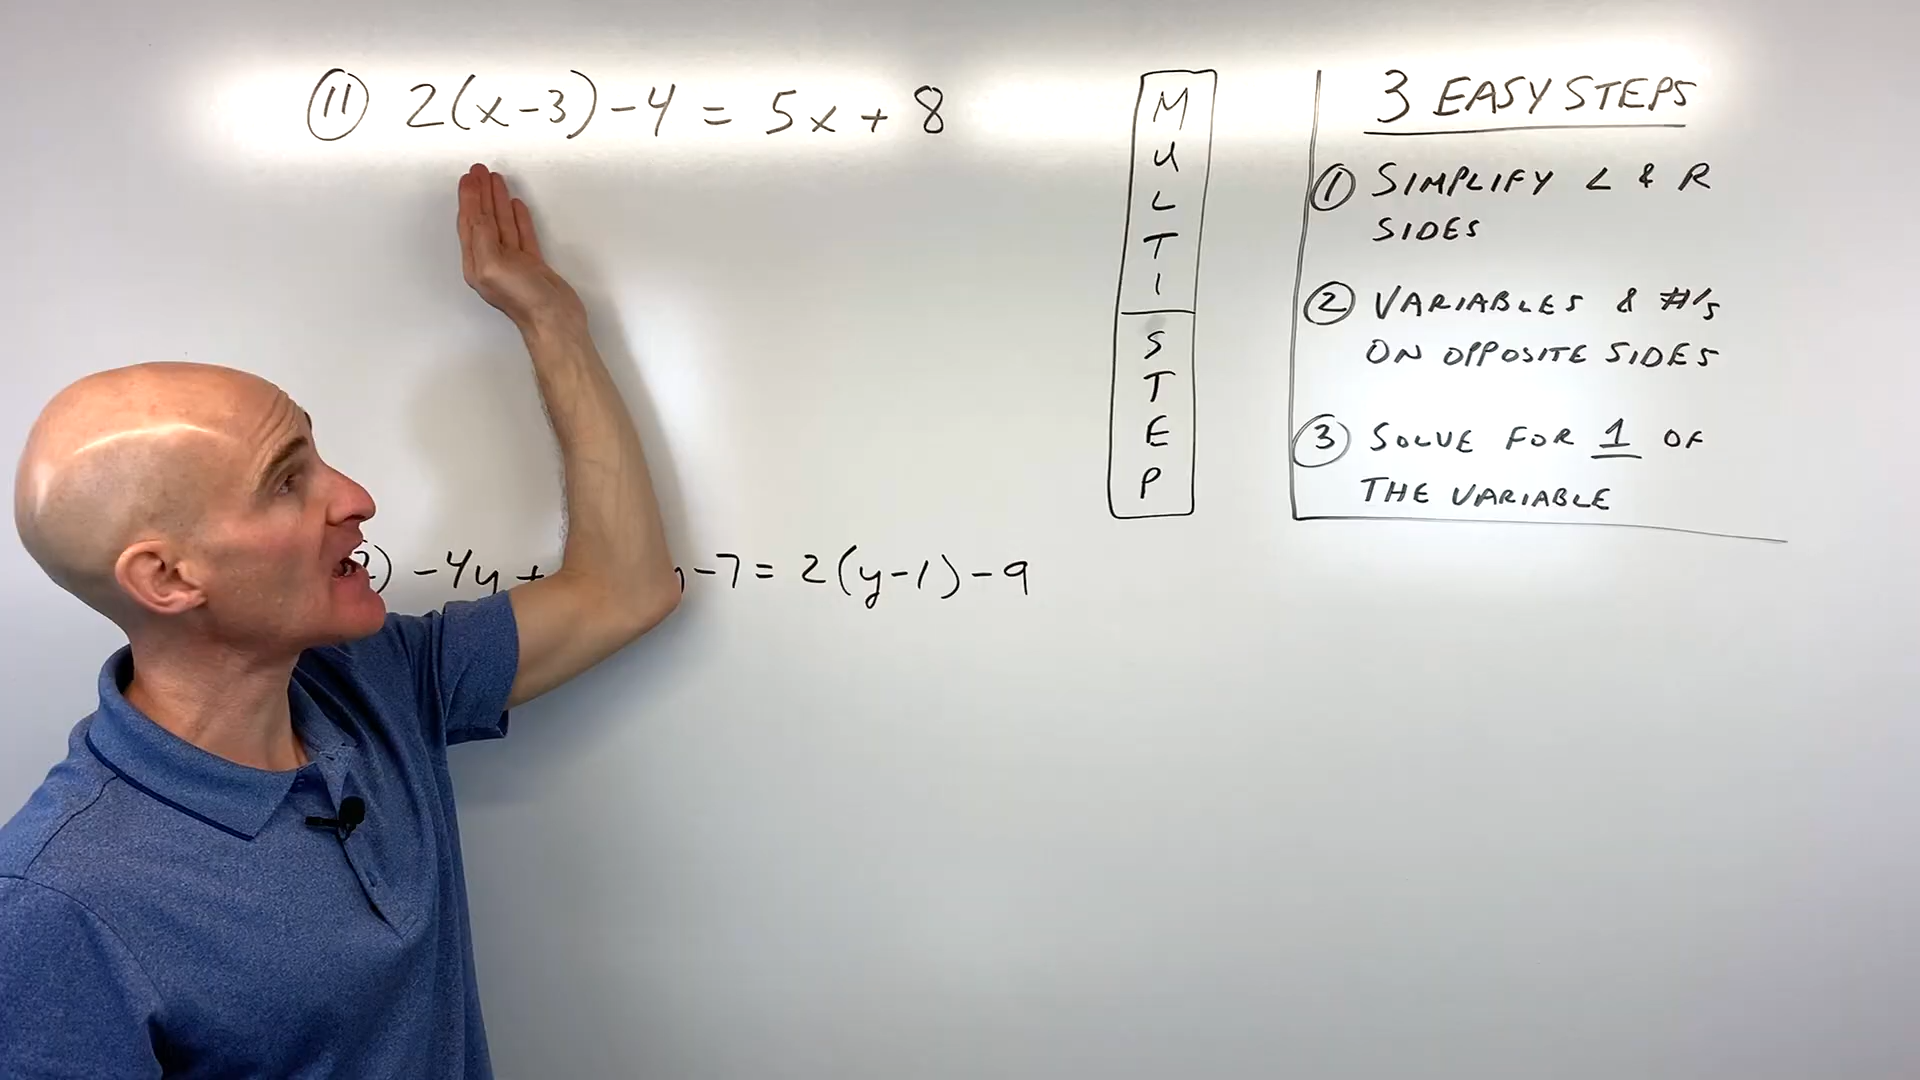 11 2(x-3)-4 = 5x+8
2) -4y+ -7 = 2(y-1)-9
MULTI
STEP
3 EASY STEPS
1 SIMPLIFY L & R
SIDES
2 VARIABLES & #'s
ON OPPOSITE SIDES
3 SOLVE FOR 1 OF
THE VARIABLE